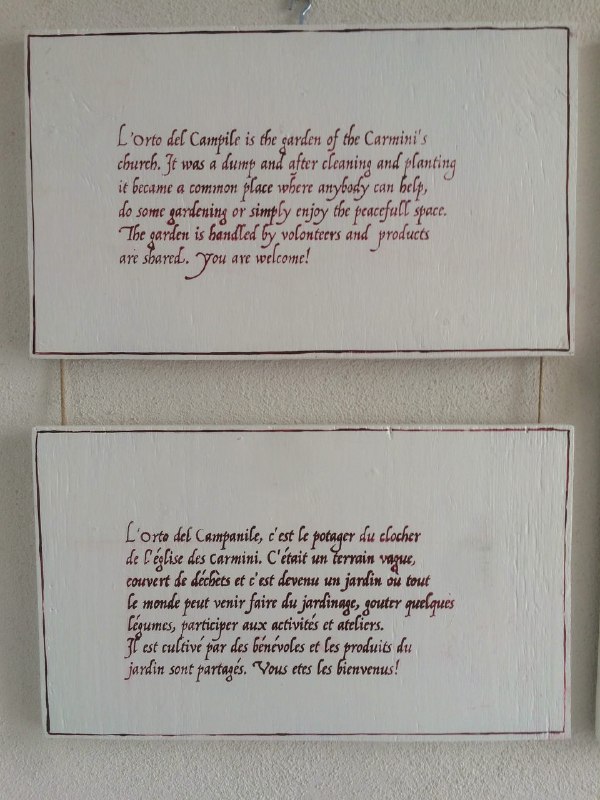 L'Orto del Campile is the garden of the Carmini's
church. It was a dump and after cleaning and planting
it became a common place where anybody can help,
do some gardening or simply enjoy the peacefull space.
The garden is handled by volonteers and products
are shared. You are welcome!
L'Orto del Campanile, c'est le potager du clocher
de l'église des Carmini. C'était un terrain vague,
couvert de déchèts et c'est devenu un jardin où tout
le monde peut venir faire du jardinage, gouter quelques
légumes, participer aux activités et ateliers.
Il est cultivé par des bénévoles et les produits du
jardin sont partagés. Vous etes les bienvenus!